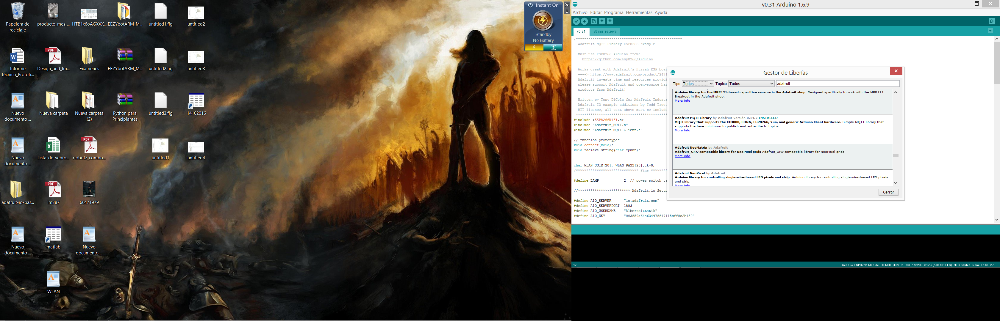 Papelera de
reciclaje
producto_mes_...
HTB1x6oAGXXX...
EEZYbotARM_M...
untitled1.fig
untitled2
Informe
técnico_Prototi...
Design_and_Im...
Examenes
EEZYbotARM_M...
untitled2.fig
untitled3
Nuevo
documento ...
Nueva carpeta
Nueva carpeta
(2)
Python para
Principiantes
untitled3.fig
14102016
Nuevo
documento ...
Lista-de-vebro...
riobotz_combo...
untitled1
untitled4
adafruit-io-bas...
lm387
66471979
Nuevo
documento ...
matlab
Nuevo
documento ...
WLAN
Instant On
Standby
No Battery
v0.31 Arduino 1.6.9
Archivo Editar Programa Herramientas Ayuda
v0.31 String_recieve
/***************************************************
Adafruit MQTT Library ESP8266 Example
Must use ESP8266 Arduino from:
https://github.com/esp8266/Arduino
Works great with Adafruit's Huzzah ESP boar
----> https://www.adafruit.com/product/2471
Adafruit invests time and resources providi
please support Adafruit and open-source har
products from Adafruit!
Written by Tony DiCola for Adafruit Industr
Adafruit IO example additions by Todd Treec
MIT license, all text above must be include
#include <ESP8266WiFi.h>
#include "Adafruit_MQTT.h"
#include "Adafruit_MQTT_Client.h"
// function prototypes
void connect(void);
void recieve_string(char *punt);
char WLAN_SSID[20], WLAN_PASS[20],ck=0;
/****************************** Pins ********
#define LAMP 2 // power switch ta
//************************* Adafruit.io Setup
#define AIO_SERVER "io.adafruit.com"
#define AIO_SERVERPORT 1883
#define AIO_USERNAME "AlbertoIztatik"
#define AIO_KEY "003859a64a634978847115cff8c2b450"
17
Generic ESP8266 Module, 80 MHz, 40MHz, DIO, 115200, 512K (64K SPIFFS), ck, Disabled, None en COM7
Gestor de Liberías
Tipo Todos Tópico Todos adafruit
Arduino library for the MPR121-based capacitive sensors in the Adafruit shop. Designed specifically to work with the MPR121
Breakout in the Adafruit shop.
More info
Adafruit MQTT Library by Adafruit Versión 0.14.2 INSTALLED
MQTT library that supports the CC3000, FONA, ESP8266, Yun, and generic Arduino Client hardware. Simple MQTT library that
supports the bare minimum to publish and subscribe to topics.
More info
Adafruit NeoMatrix by Adafruit
Adafruit_GFX-compatible library for NeoPixel grids Adafruit_GFX-compatible library for NeoPixel grids
More info
Adafruit NeoPixel by Adafruit
Arduino library for controlling single-wire-based LED pixels and strip. Arduino library for controlling single-wire-based LED pixels
and strip.
More info
Cerrar